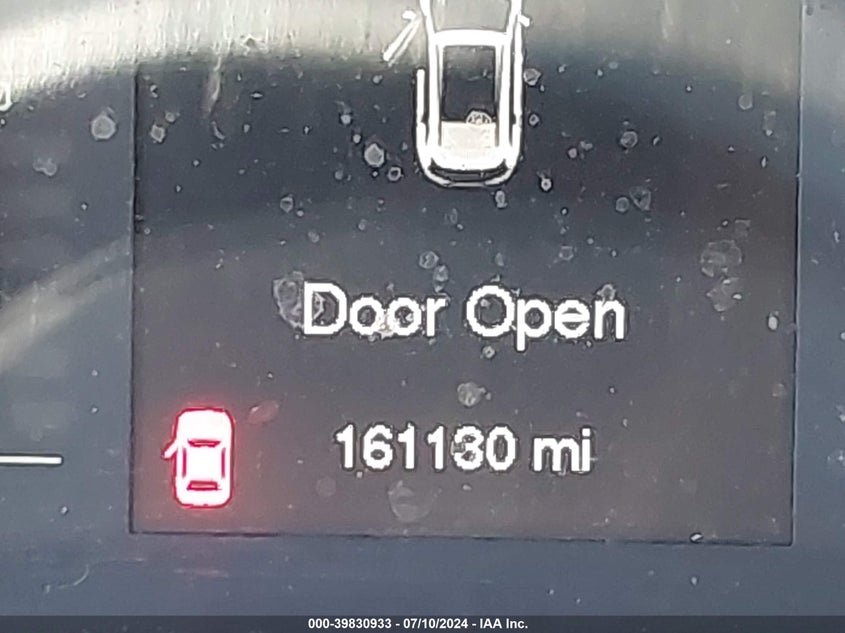 Door Open
161130 mi
000-39830933 - 07/10/2024 - IAA Inc.